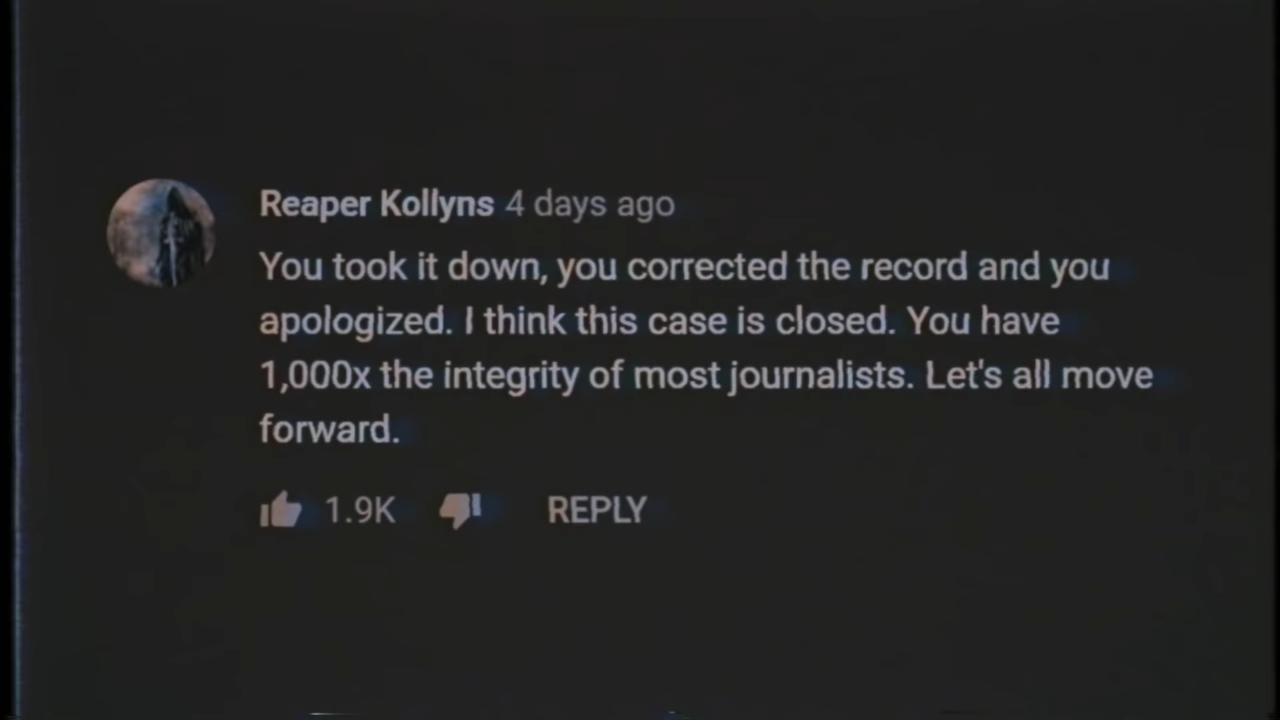 Reaper Kollyns 4 days ago
You took it down, you corrected the record and you
apologized. I think this case is closed. You have
1,000x the integrity of most journalists. Let's all move
forward.
1.9K REPLY